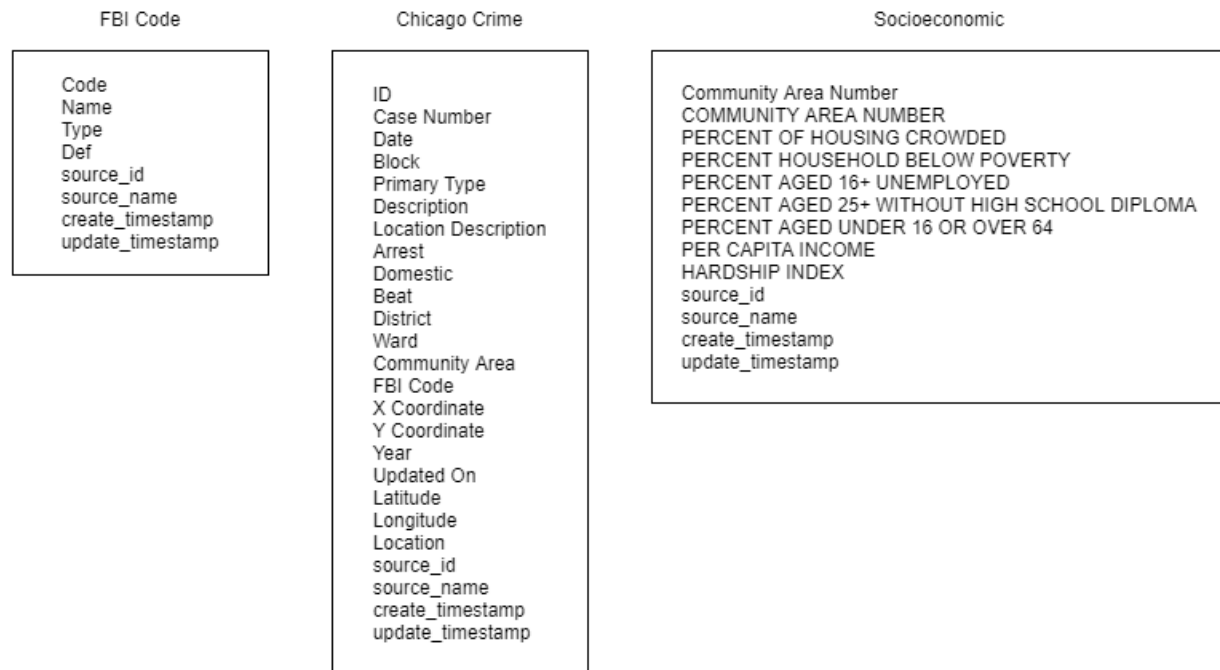 FBI Code
Code
Name
Type
Def
source_id
source_name
create_timestamp
update_timestamp
Chicago Crime
ID
Case Number
Date
Block
Primary Type
Description
Location Description
Arrest
Domestic
Beat
District
Ward
Community Area
FBI Code
X Coordinate
Y Coordinate
Year
Updated On
Latitude
Longitude
Location
source_id
source_name
create_timestamp
update_timestamp
Socioeconomic
Community Area Number
COMMUNITY AREA NUMBER
PERCENT OF HOUSING CROWDED
PERCENT HOUSEHOLD BELOW POVERTY
PERCENT AGED 16+ UNEMPLOYED
PERCENT AGED 25+ WITHOUT HIGH SCHOOL DIPLOMA
PERCENT AGED UNDER 16 OR OVER 64
PER CAPITA INCOME
HARDSHIP INDEX
source_id
source_name
create_timestamp
update_timestamp